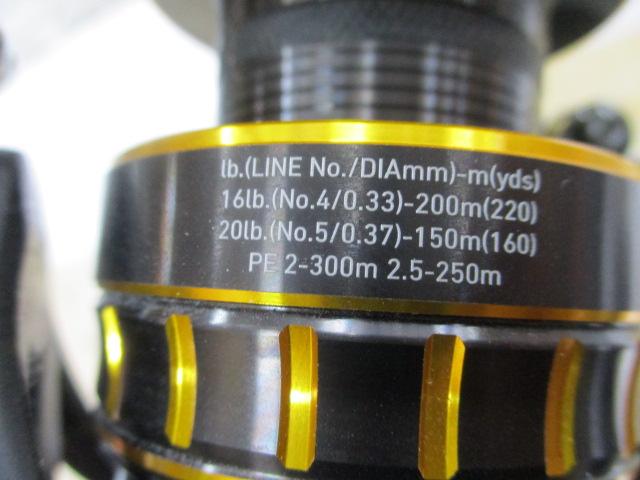 lb.(LINE No./DIAmm)-m(yds)
16lb.(No.4/0.33)-200m(220)
20lb.(No.5/0.37)-150m(160)
PE 2-300m 2.5-250m